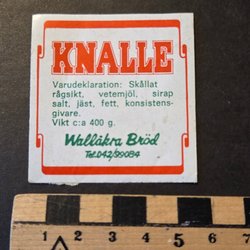 KNALLE
Varudeklaration: Skållat
rågsikt, vetemjöl, sirap
salt, jäst, fett, konsistens-
givare.
Vikt c:a 400 g.
Wallåkra Bröd
Tel. 042/99084
1 2 3 4 5 6 7